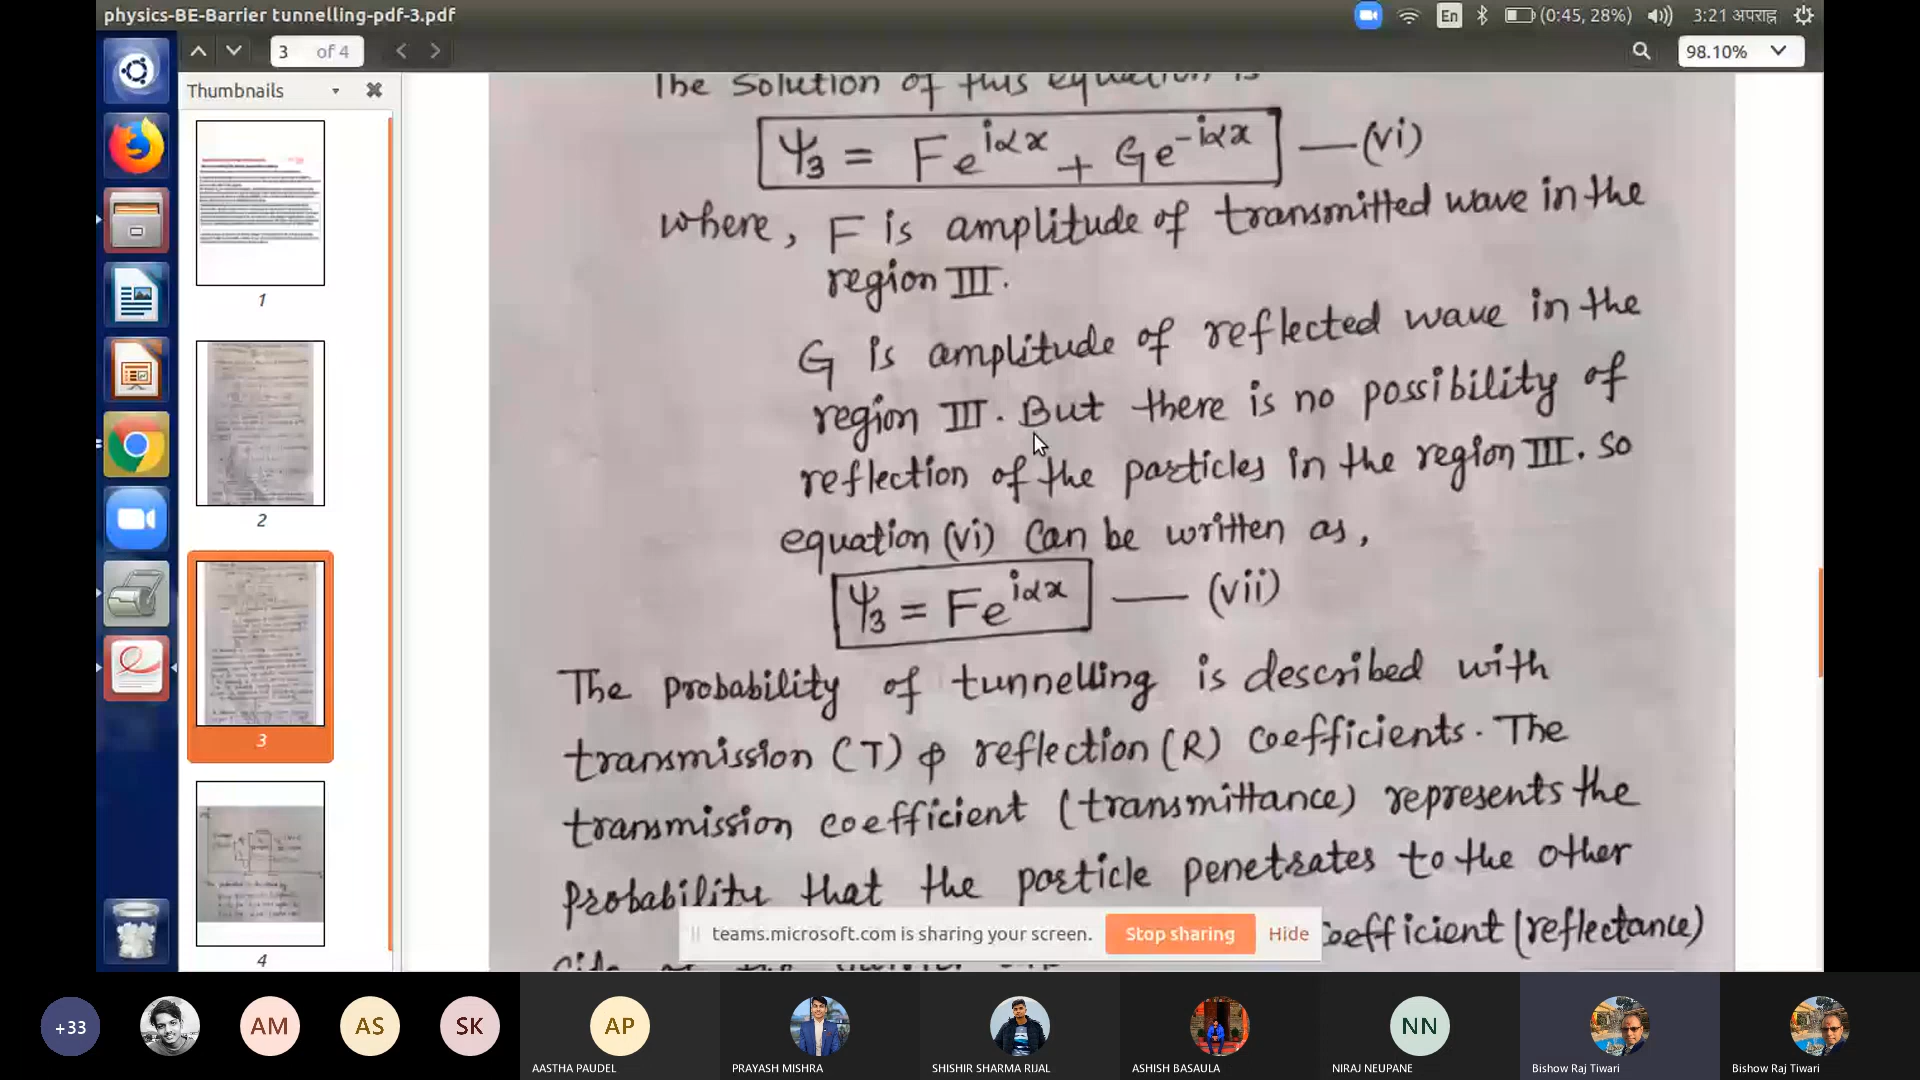 physics-BE-Barrier tunnelling-pdf-3.pdf
En
(0:45, 28%)
3:21 अपराह्न
3 of 4
98.10%
Thumbnails
1
2
3
4
The Solution of this equation is
Ψ₃ = Fe^{iαx} + Ge^{-iαx} —(vi)
where, F is amplitude of transmitted wave in the
region III.
G is amplitude of reflected wave in the
region III. But there is no possibility of
reflection of the particles in the region III. So
equation (vi) Can be written as,
Ψ₃ = Fe^{iαx} — (vii)
The probability of tunnelling is described with
transmission (T) & reflection (R) Coefficients. The
transmission coefficient (transmittance) represents the
probability that the particle penetrates to the other
coefficient (reflectance)
teams.microsoft.com is sharing your screen.
Stop sharing
Hide
+33
AM
AS
SK
AP
NN
AASTHA PAUDEL
PRAYASH MISHRA
SHISHIR SHARMA RIJAL
ASHISH BASAULA
NIRAJ NEUPANE
Bishow Raj Tiwari
Bishow Raj Tiwari